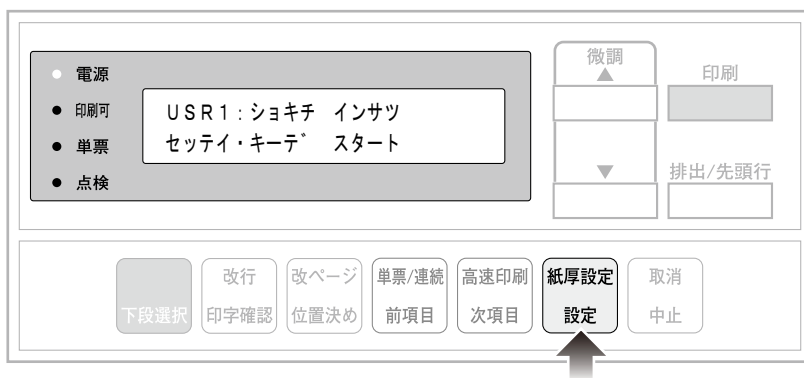 電源
印刷可
単票
点検
USR1:ショキチ インサツ
セッテイ・キーデ スタート
微調
▲
▼
印刷
排出/先頭行
下段選択
改行
印字確認
改ページ
位置決め
単票/連続
前項目
高速印刷
次項目
紙厚設定
設定
取消
中止